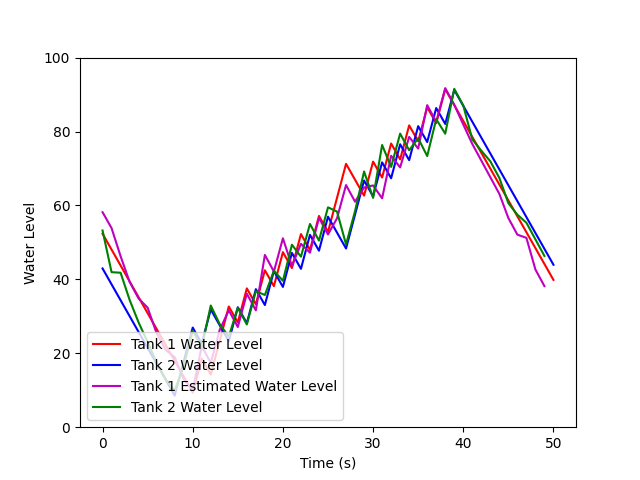 100
80
60
40
20
0
Water Level
Tank 1 Water Level
Tank 2 Water Level
Tank 1 Estimated Water Level
Tank 2 Water Level
0 10 20 30 40 50
Time (s)